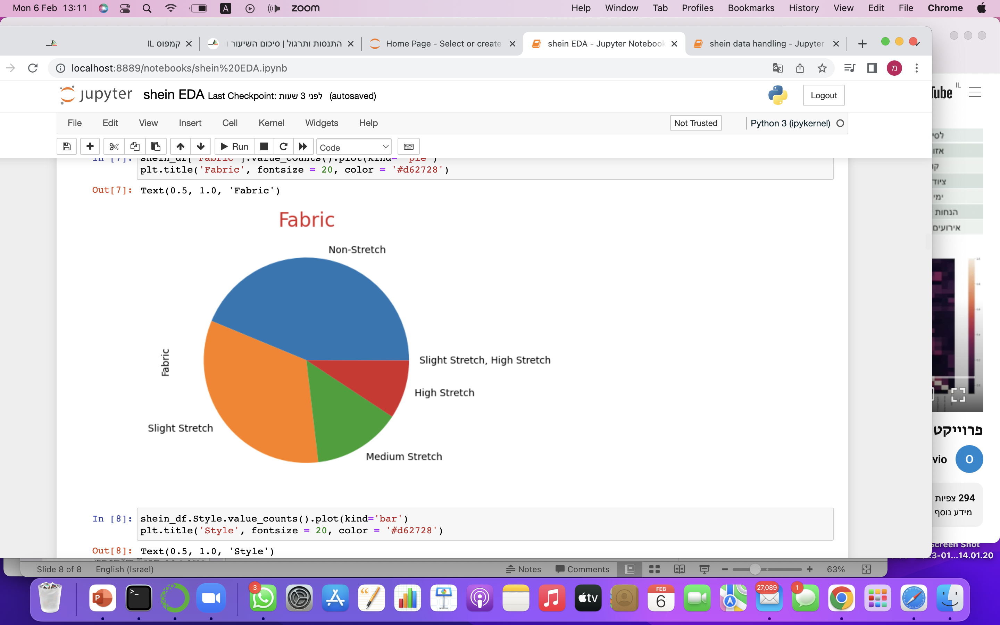 Mon 6 Feb 13:11 A zoom Help Window Tab Profiles Bookmarks History View Edit File Chrome
קמפוס IL
התנסות ותרגול | סיכום השיעור
Home Page - Select or create
shein EDA - Jupyter Notebook
shein data handling - Jupyter
localhost:8889/notebooks/shein%20EDA.ipynb
מ
jupyter shein EDA Last Checkpoint: לפני 3 שעות (autosaved)
Logout
File Edit View Insert Cell Kernel Widgets Help
Not Trusted
Python 3 (ipykernel)
Run
Code
In [7]: shein_df['Fabric'].value_counts().plot(kind= 'pie')
plt.title('Fabric', fontsize = 20, color = '#d62728')
Out[7]: Text(0.5, 1.0, 'Fabric')
Fabric
Non-Stretch
Slight Stretch, High Stretch
Fabric
High Stretch
Slight Stretch
Medium Stretch
In [8]: shein_df.Style.value_counts().plot(kind='bar')
plt.title('Style', fontsize = 20, color = '#d62728')
Out[8]: Text(0.5, 1.0, 'Style')
Tube IL
ציוד
ימי
הנחות
אירועים
פרוייקט
vio
O
294 צפיות
מידע נוסף
Screen Shot
23-01...14.01.20
Slide 8 of 8 English (Israel) Notes Comments 63%
P
3
tv
FEB
6
27,089
1